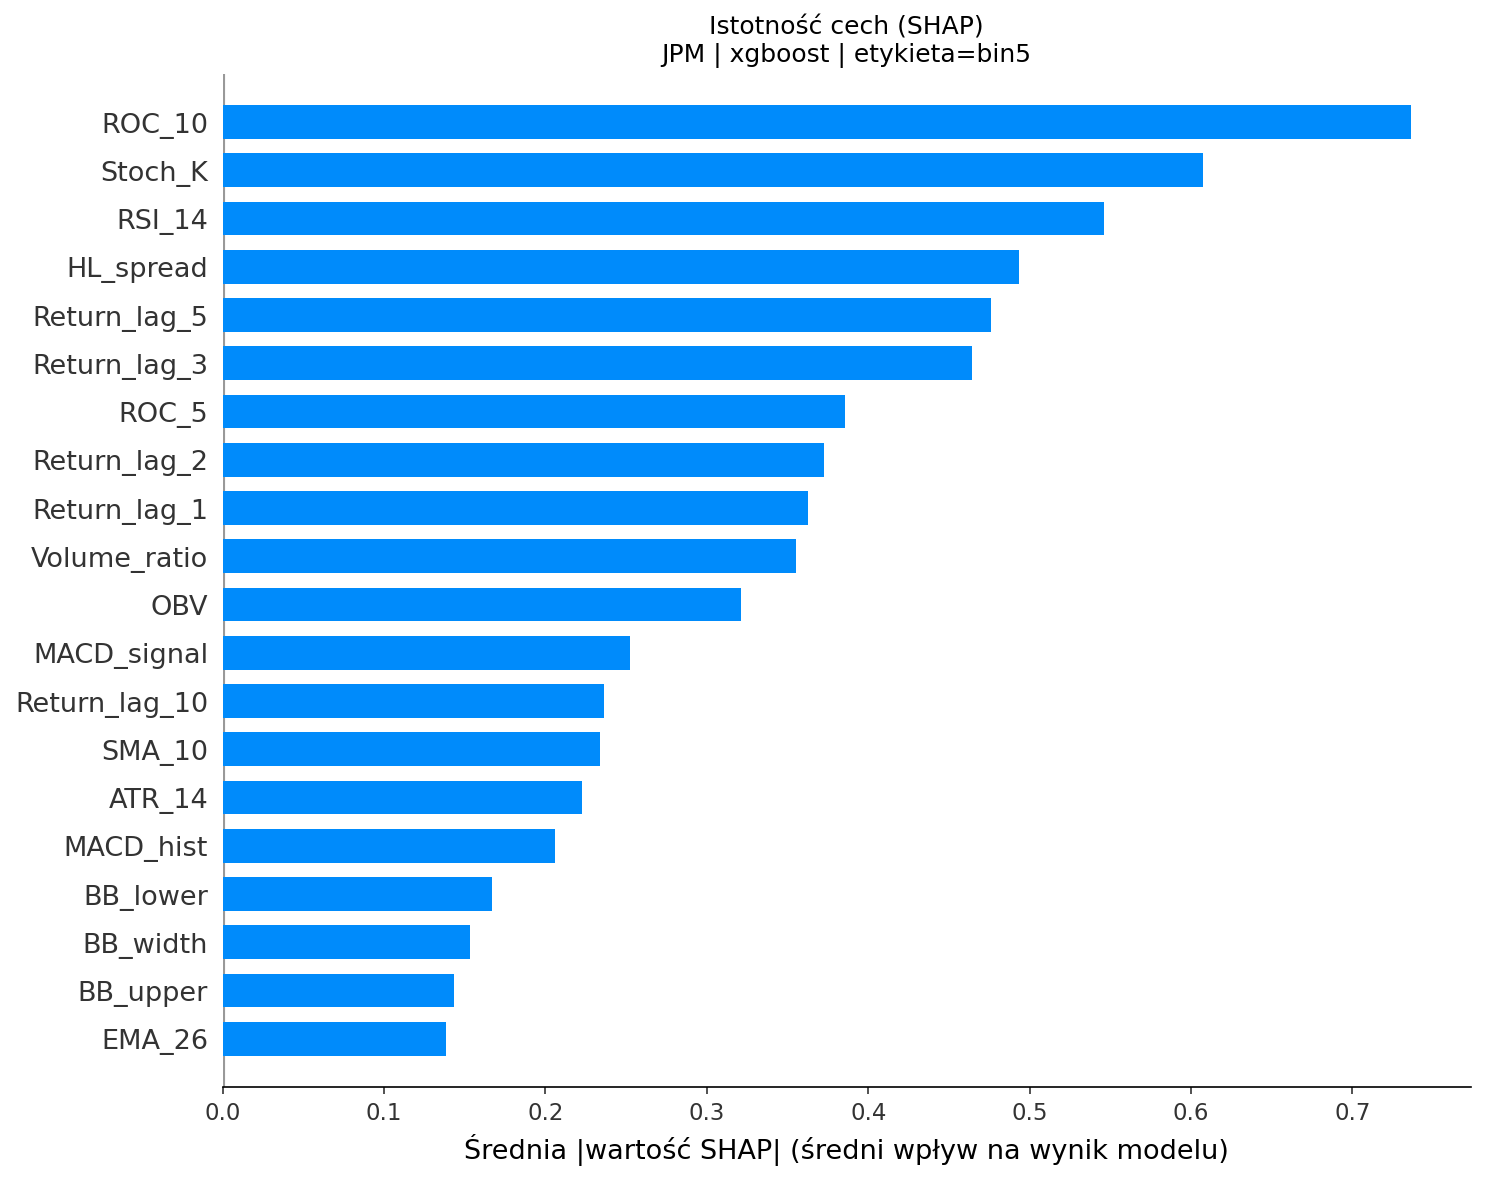 Istotność cech (SHAP)
JPM | xgboost | etykieta=bin5
ROC_10
Stoch_K
RSI_14
HL_spread
Return_lag_5
Return_lag_3
ROC_5
Return_lag_2
Return_lag_1
Volume_ratio
OBV
MACD_signal
Return_lag_10
SMA_10
ATR_14
MACD_hist
BB_lower
BB_width
BB_upper
EMA_26
0.0 0.1 0.2 0.3 0.4 0.5 0.6 0.7
Średnia |wartość SHAP| (średni wpływ na wynik modelu)